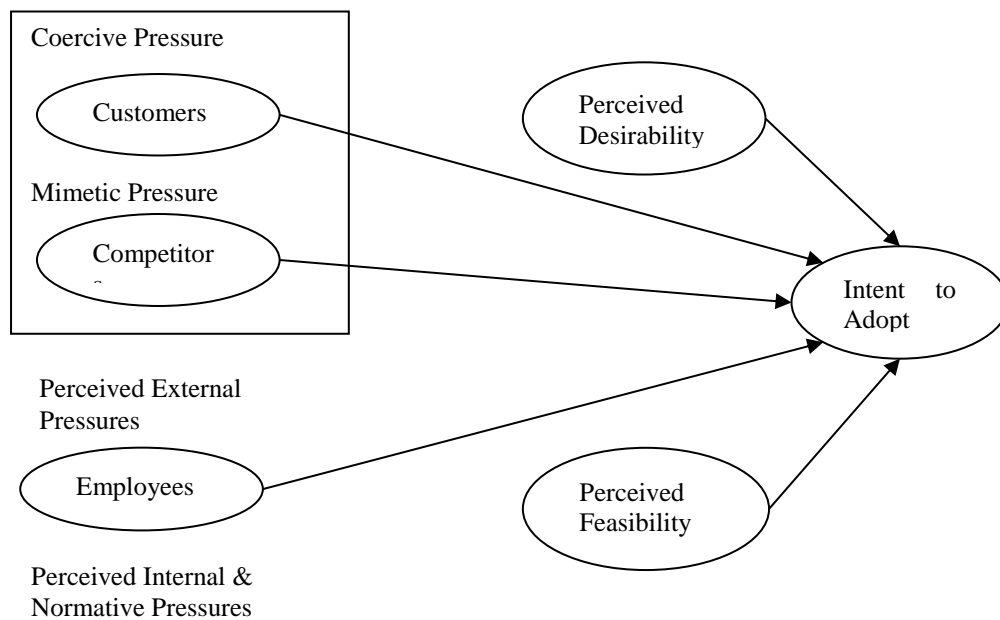 Coercive Pressure
Customers
Mimetic Pressure
Competitor
s
Perceived External
Pressures
Employees
Perceived Internal &
Normative Pressures
Perceived
Desirability
Perceived
Feasibility
Intent to
Adopt